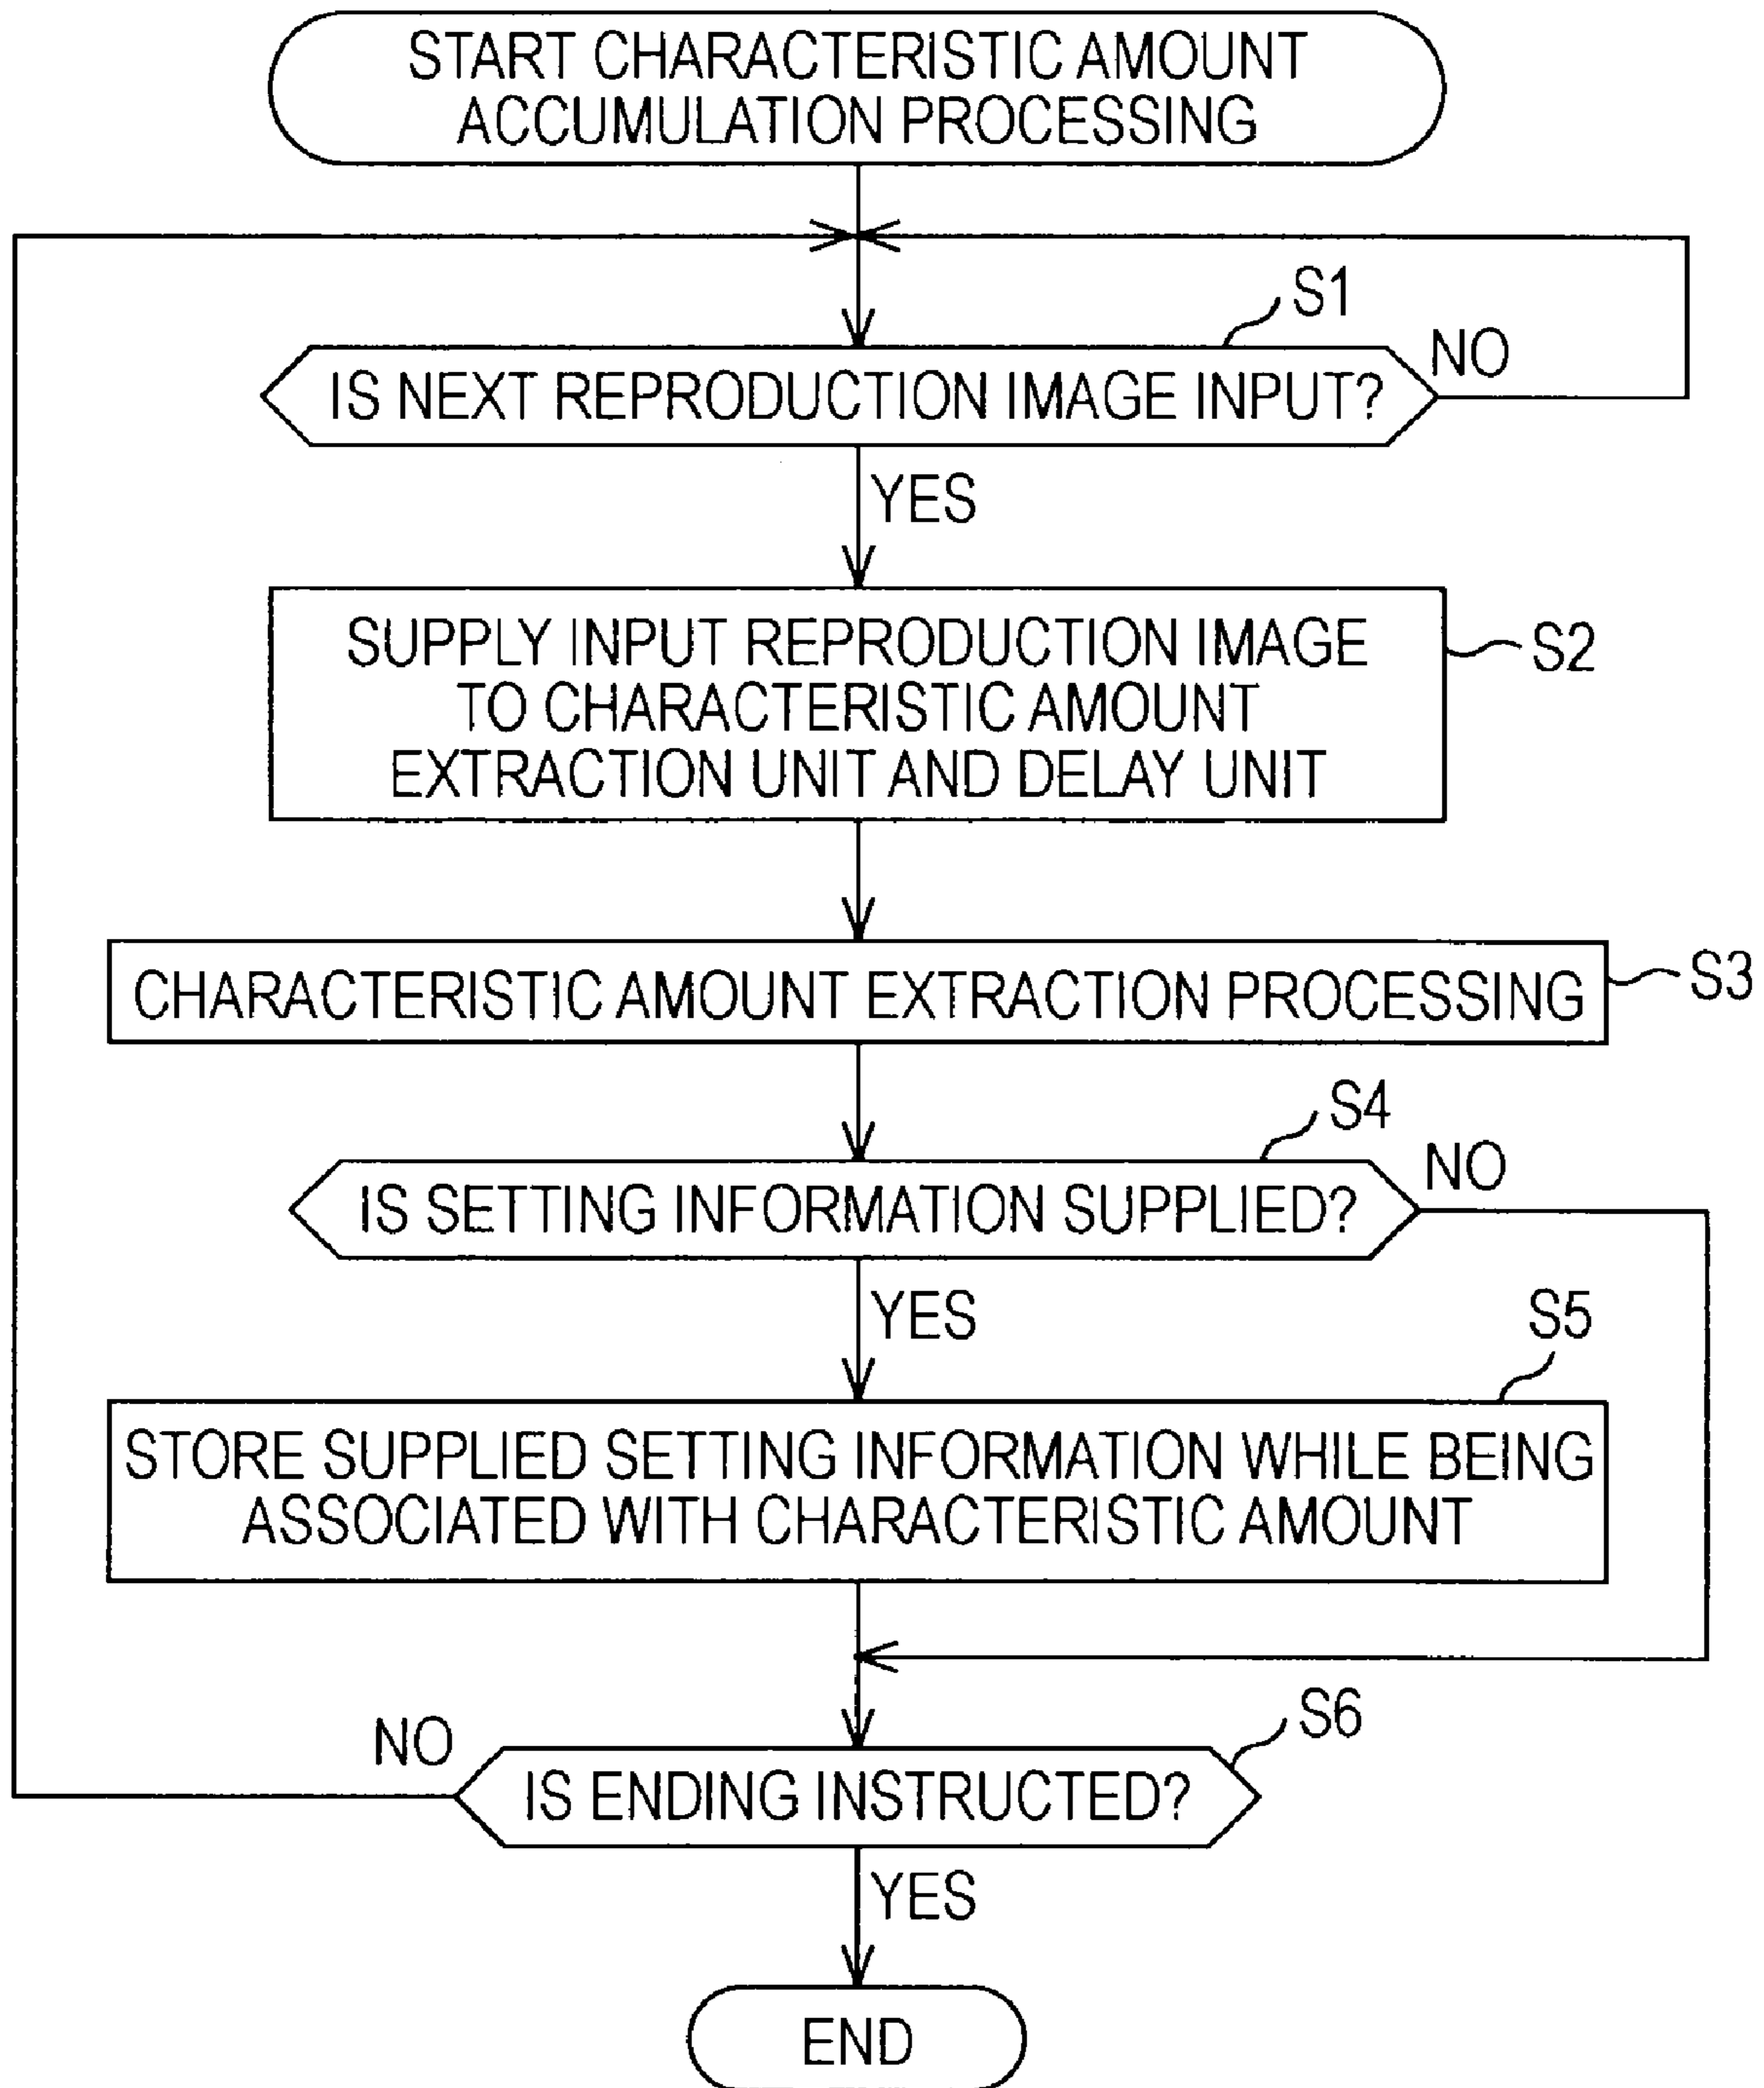 START CHARACTERISTIC AMOUNT
ACCUMULATION PROCESSING
S1
IS NEXT REPRODUCTION IMAGE INPUT?
NO
YES
SUPPLY INPUT REPRODUCTION IMAGE
TO CHARACTERISTIC AMOUNT
EXTRACTION UNIT AND DELAY UNIT
S2
CHARACTERISTIC AMOUNT EXTRACTION PROCESSING
S3
S4
IS SETTING INFORMATION SUPPLIED?
NO
YES
S5
STORE SUPPLIED SETTING INFORMATION WHILE BEING
ASSOCIATED WITH CHARACTERISTIC AMOUNT
S6
NO
IS ENDING INSTRUCTED?
YES
END